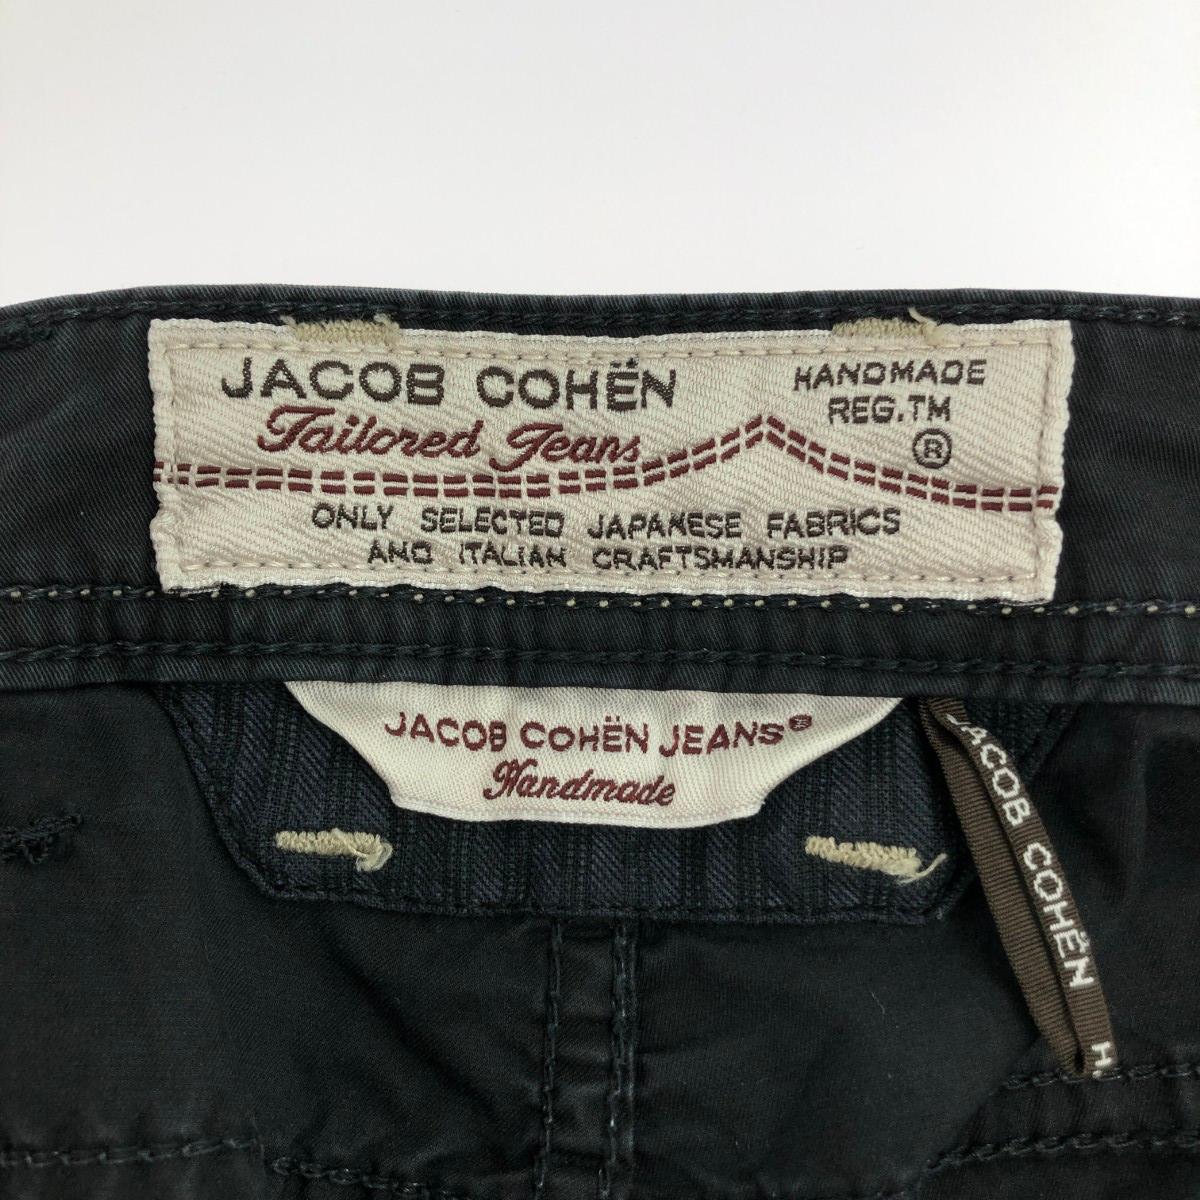 JACOB COHËN
Tailored Jeans
HANDMADE
REG.TM
®
ONLY SELECTED JAPANESE FABRICS
AND ITALIAN CRAFTSMANSHIP
JACOB COHËN JEANS®
Handmade
JACOB COHËN H.